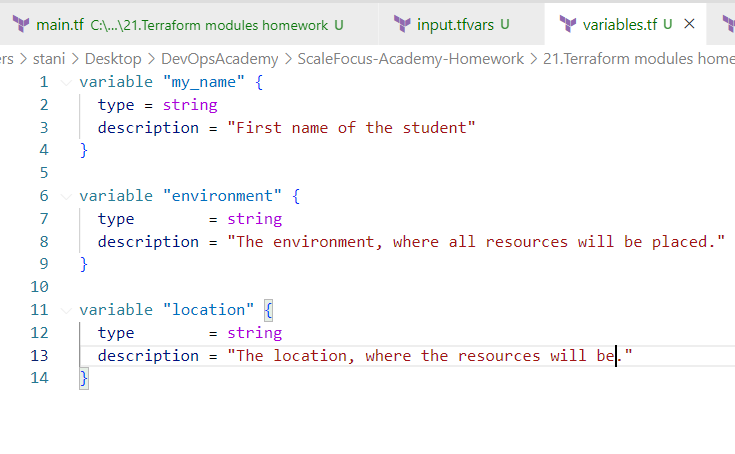 main.tf C:\...\21.Terraform modules homework U input.tfvars U variables.tf U
stani > Desktop > DevOpsAcademy > ScaleFocus-Academy-Homework > 21.Terraform modules
1 variable "my_name" {
2 type = string
3 description = "First name of the student"
4 }
5
6 variable "environment" {
7 type = string
8 description = "The environment, where all resources will be placed."
9 }
10
11 variable "location" {
12 type = string
13 description = "The location, where the resources will be."
14 }